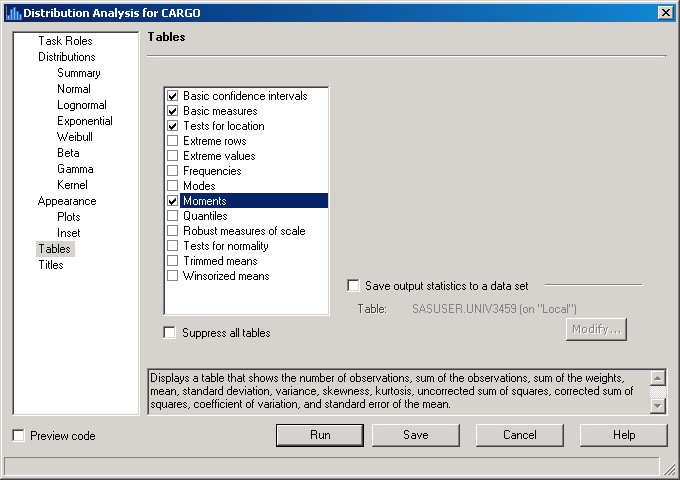 Distribution Analysis for CARGO
Task Roles
Distributions
Summary
Normal
Lognormal
Exponential
Weibull
Beta
Gamma
Kernel
Appearance
Plots
Inset
Tables
Titles
Tables
Basic confidence intervals
Basic measures
Tests for location
Extreme rows
Extreme values
Frequencies
Modes
Moments
Quantiles
Robust measures of scale
Tests for normality
Trimmed means
Winsorized means
Suppress all tables
Save output statistics to a data set
Table: SASUSER.UNIV3459 (on "Local")
Modify...
Displays a table that shows the number of observations, sum of the observations, sum of the weights,
mean, standard deviation, variance, skewness, kurtosis, uncorrected sum of squares, corrected sum of
squares, coefficient of variation, and standard error of the mean.
Preview code
Run
Save
Cancel
Help